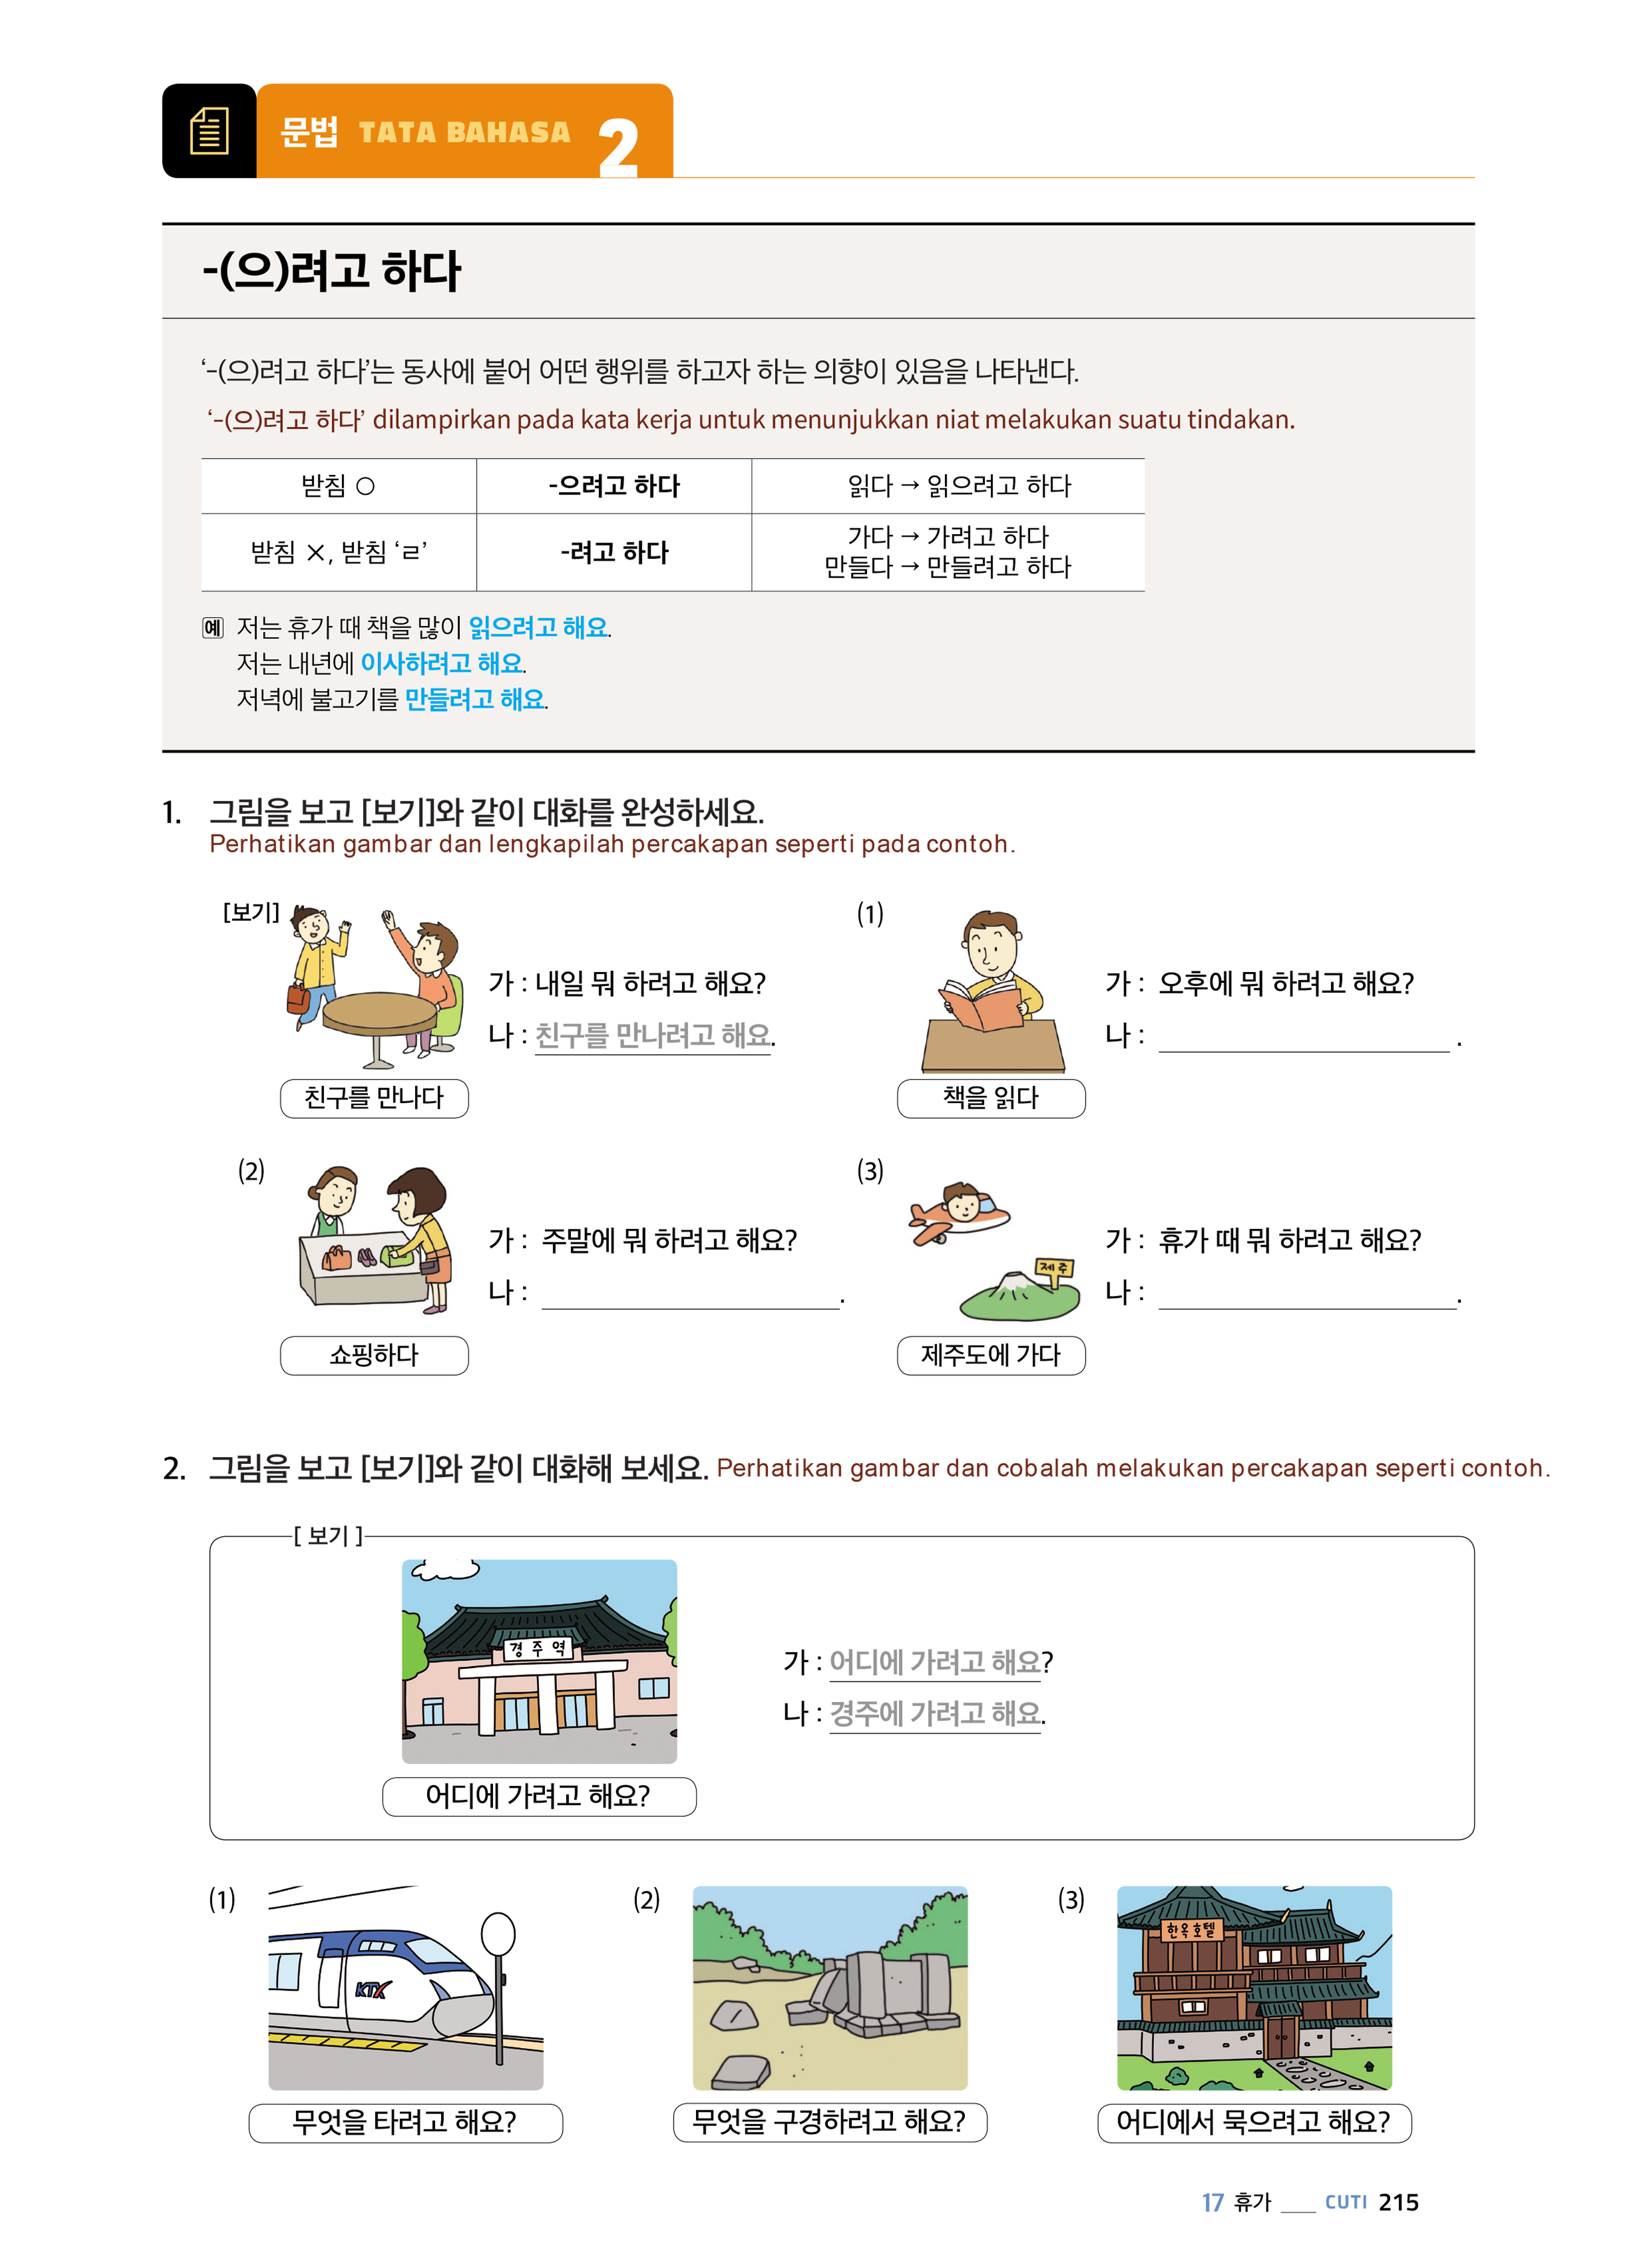 문법 TATA BAHASA 2
-(으)려고 하다
‘-(으)려고 하다’는 동사에 붙어 어떤 행위를 하고자 하는 의향이 있음을 나타낸다.
‘-(으)려고 하다’ dilampirkan pada kata kerja untuk menunjukkan niat melakukan suatu tindakan.
받침 ○ -으려고 하다 읽다 → 읽으려고 하다
받침 ×, 받침 ‘ㄹ’ -려고 하다 가다 → 가려고 하다
만들다 → 만들려고 하다
예 저는 휴가 때 책을 많이 읽으려고 해요.
저는 내년에 이사하려고 해요.
저녁에 불고기를 만들려고 해요.
1. 그림을 보고 [보기]와 같이 대화를 완성하세요.
Perhatikan gambar dan lengkapilah percakapan seperti pada contoh.
[보기]
가 : 내일 뭐 하려고 해요?
나 : 친구를 만나려고 해요.
친구를 만나다
(1)
가 : 오후에 뭐 하려고 해요?
나 : .
책을 읽다
(2)
가 : 주말에 뭐 하려고 해요?
나 : .
쇼핑하다
(3)
제주
가 : 휴가 때 뭐 하려고 해요?
나 : .
제주도에 가다
2. 그림을 보고 [보기]와 같이 대화해 보세요. Perhatikan gambar dan cobalah melakukan percakapan seperti contoh.
[ 보기 ]
경주역
가 : 어디에 가려고 해요?
나 : 경주에 가려고 해요.
어디에 가려고 해요?
(1)
KTX
무엇을 타려고 해요?
(2)
무엇을 구경하려고 해요?
(3)
한옥호텔
어디에서 묵으려고 해요?
17 휴가 ___ CUTI 215